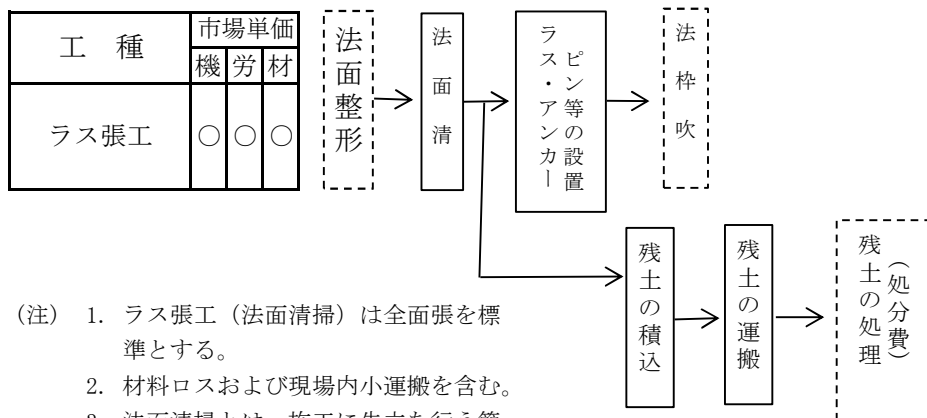 工　種
市場単価
機 労 材
ラス張工
○ ○ ○
法面整形
法面清
ラス・アンカー
ピン等の設置
法枠吹
残土の積込
残土の運搬
残土の処理
（処分費）
（注） 1. ラス張工（法面清掃）は全面張を標
準とする。
2. 材料ロスおよび現場内小運搬を含む。